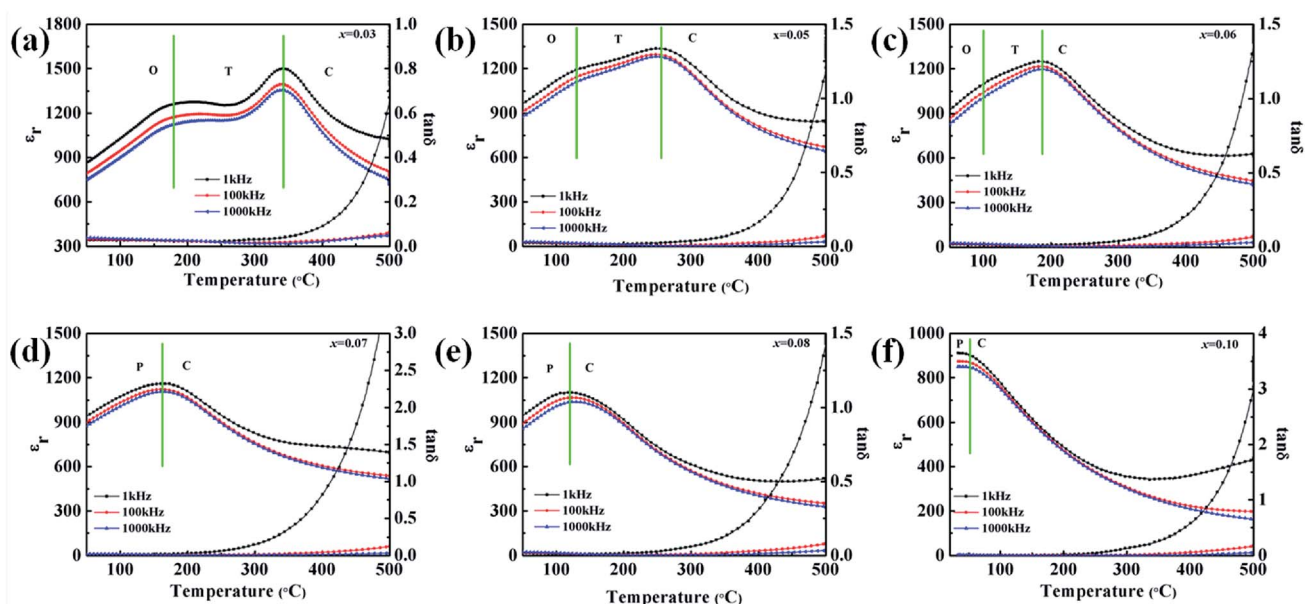 (a)
x=0.03
O T C
1800
1500
1200
900
600
300
εr
1.0
0.8
0.6
0.4
0.2
0.0
tanδ
1kHz
100kHz
1000kHz
100 200 300 400 500
Temperature (°C)
(b)
x=0.05
O T C
1500
1200
900
600
300
0
εr
1.5
1.0
0.5
0.0
tanδ
1kHz
100kHz
1000kHz
100 200 300 400 500
Temperature (°C)
(c)
x=0.06
O T C
1500
1200
900
600
300
0
εr
1.5
1.0
0.5
0.0
tanδ
1kHz
100kHz
1000kHz
100 200 300 400 500
Temperature (°C)
(d)
x=0.07
P C
1500
1200
900
600
300
0
εr
3.0
2.5
2.0
1.5
1.0
0.5
0.0
tanδ
1kHz
100kHz
1000kHz
100 200 300 400 500
Temperature (°C)
(e)
x=0.08
P C
1500
1200
900
600
300
0
εr
1.5
1.0
0.5
0.0
tanδ
1kHz
100kHz
1000kHz
100 200 300 400 500
Temperature (°C)
(f)
x=0.10
P C
1000
800
600
400
200
0
εr
4
3
2
1
0
tanδ
1kHz
100kHz
1000kHz
100 200 300 400 500
Temperature (°C)